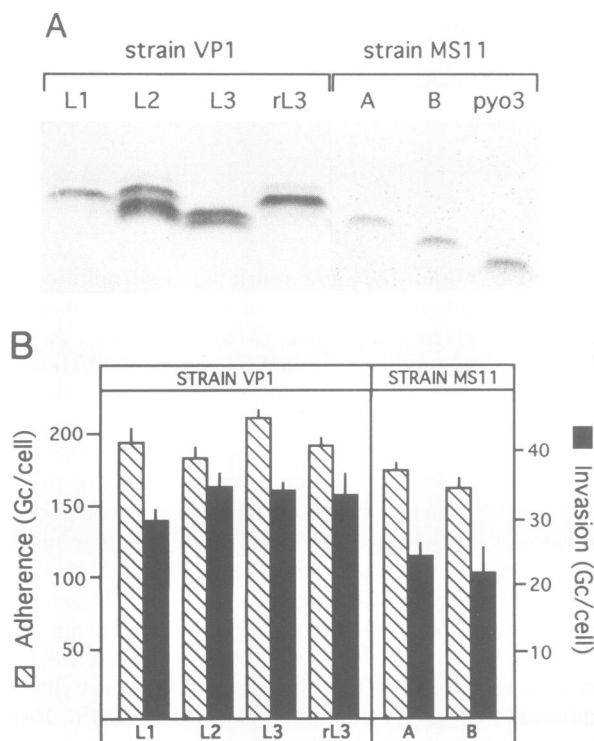 A
strain VP1 strain MS11
L1 L2 L3 rL3 A B pyo3
B
STRAIN VP1 STRAIN MS11
200
150
100
50
Adherence (Gc/cell)
40
30
20
10
Invasion (Gc/cell)
L1 L2 L3 rL3 A B